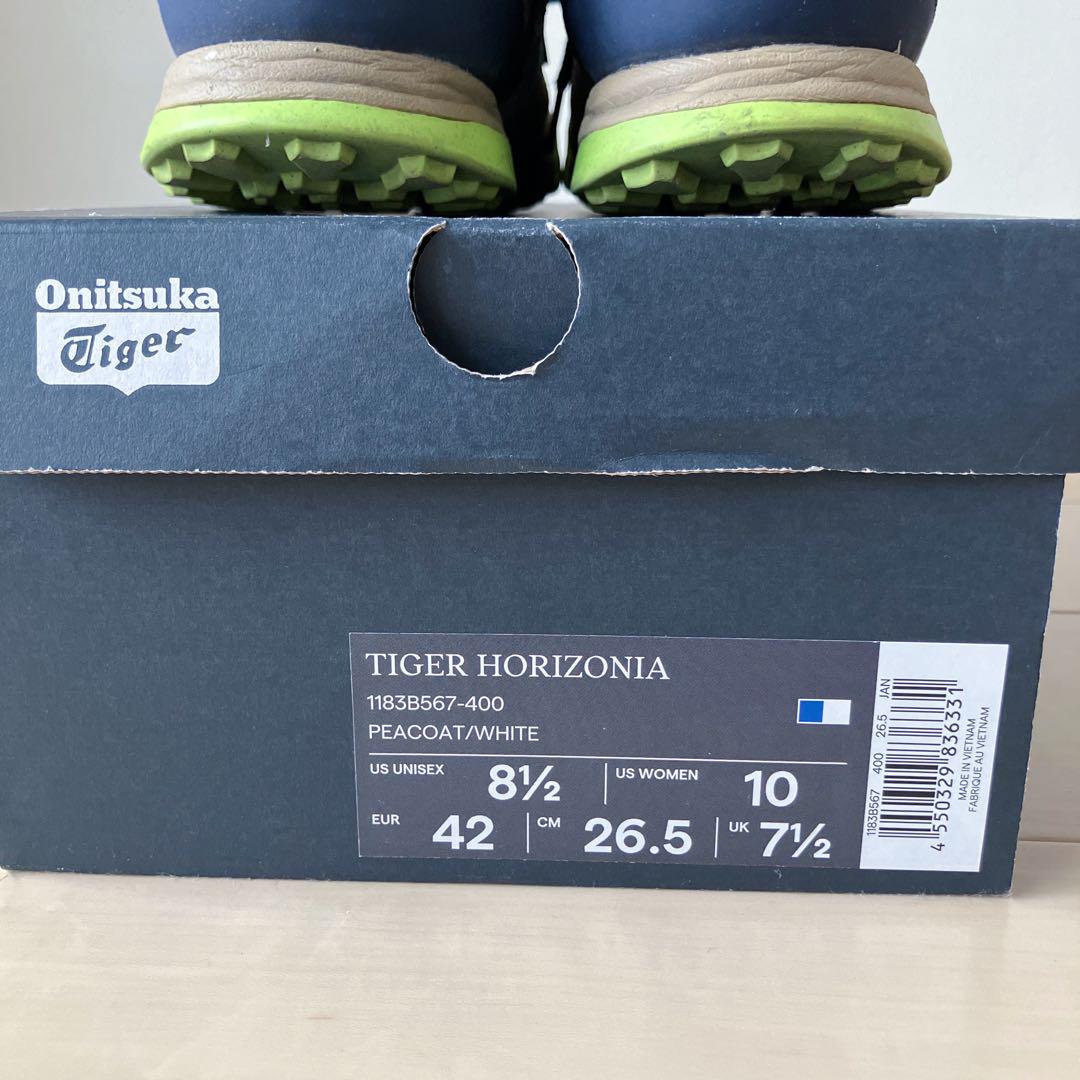 Onitsuka
Tiger
TIGER HORIZONIA
1183B567-400
PEACOAT/WHITE
US UNISEX 8½ US WOMEN 10
EUR 42 CM 26.5 UK 7½
1183B567 400 26.5 JAN
4 550329 836331
MADE IN VIETNAM
FABRIQUE AU VIETNAM